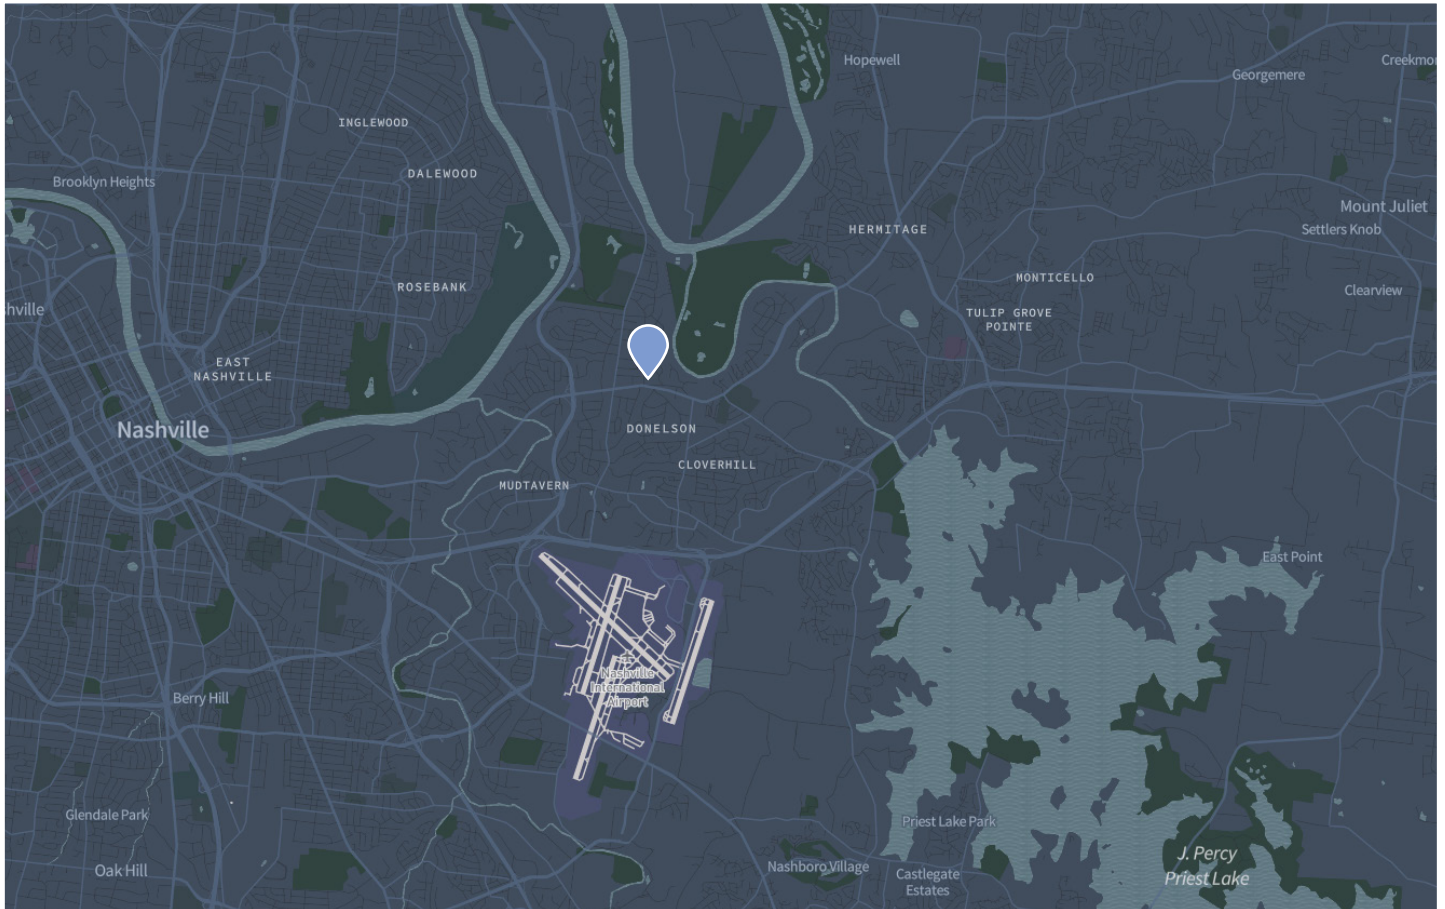 Hopewell
Creekmo
Georgemere
INGLEWOOD
DALEWOOD
Brooklyn Heights
Mount Juliet
Settlers Knob
HERMITAGE
MONTICELLO
ROSEBANK
Clearview
shville
TULIP GROVE
POINTE
EAST
NASHVILLE
Nashville
DONELSON
CLOVERHILL
MUDTAVERN
East Point
Nashville
International
Airport
Berry Hill
Glendale Park
Priest Lake Park
J. Percy
Priest Lake
Oak Hill
Nashboro Village
Castlegate
Estates